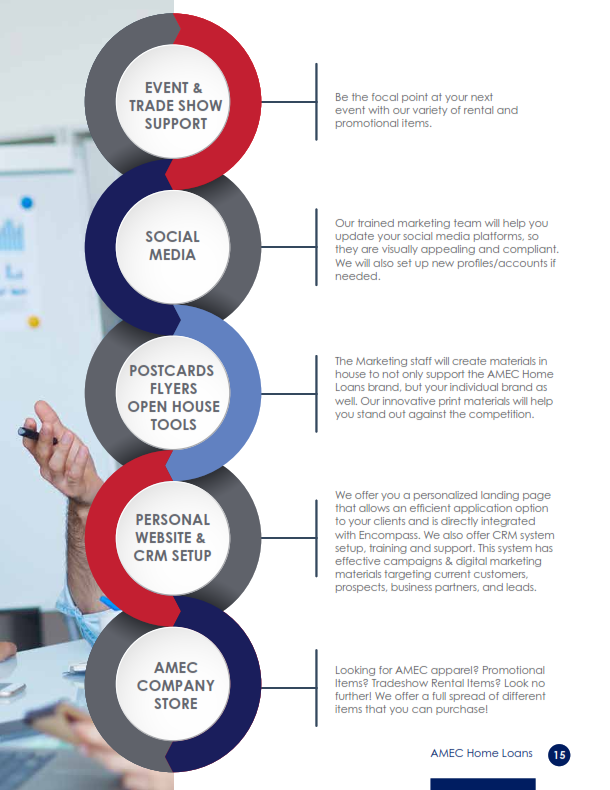 EVENT &
TRADE SHOW
SUPPORT
Be the focal point at your next
event with our variety of rental and
promotional items.
SOCIAL
MEDIA
Our trained marketing team will help you
update your social media platforms, so
they are visually appealing and compliant.
We will also set up new profiles/accounts if
needed.
POSTCARDS
FLYERS
OPEN HOUSE
TOOLS
The Marketing staff will create materials in
house to not only support the AMEC Home
Loans brand, but your individual brand as
well. Our innovative print materials will help
you stand out against the competition.
PERSONAL
WEBSITE &
CRM SETUP
We offer you a personalized landing page
that allows an efficient application option
to your clients and is directly integrated
with Encompass. We also offer CRM system
setup, training and support. This system has
effective campaigns & digital marketing
materials targeting current customers,
prospects, business partners, and leads.
AMEC
COMPANY
STORE
Looking for AMEC apparel? Promotional
Items? Tradeshow Rental Items? Look no
further! We offer a full spread of different
items that you can purchase!
AMEC Home Loans 15